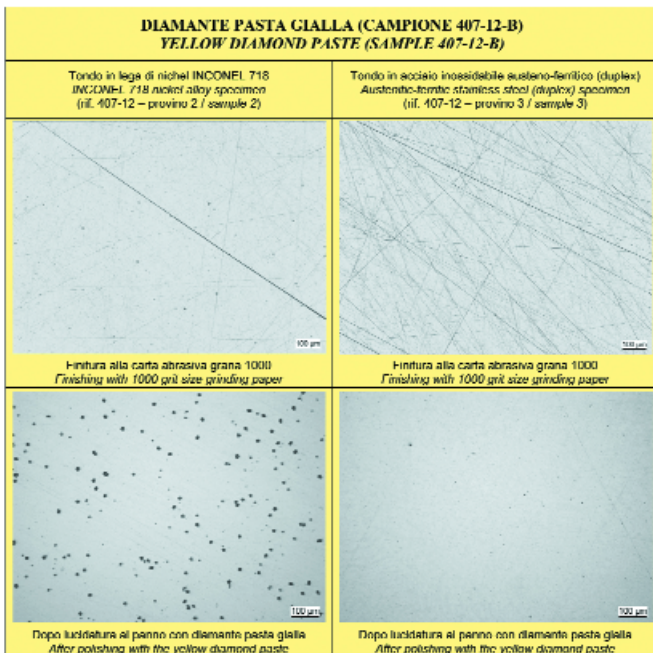 DIAMANTE PASTA GIALLA (CAMPIONE 407-12-B)
YELLOW DIAMOND PASTE (SAMPLE 407-12-B)
Tondo in lega di nichel INCONEL 718
INCONEL 718 nickel alloy specimen
(rif. 407-12 – provino 2 / sample 2)
Tondo in acciaio inossidabile austeno-ferritico (duplex)
Austenitic-ferritic stainless steel (duplex) specimen
(rif. 407-12 – provino 3 / sample 3)
100 µm
100 µm
Finitura alla carta abrasiva grana 1000
Finishing with 1000 grit size grinding paper
Finitura alla carta abrasiva grana 1000
Finishing with 1000 grit size grinding paper
100 µm
100 µm
Dopo lucidatura al panno con diamante pasta gialla
After polishing with the yellow diamond paste
Dopo lucidatura al panno con diamante pasta gialla
After polishing with the yellow diamond paste